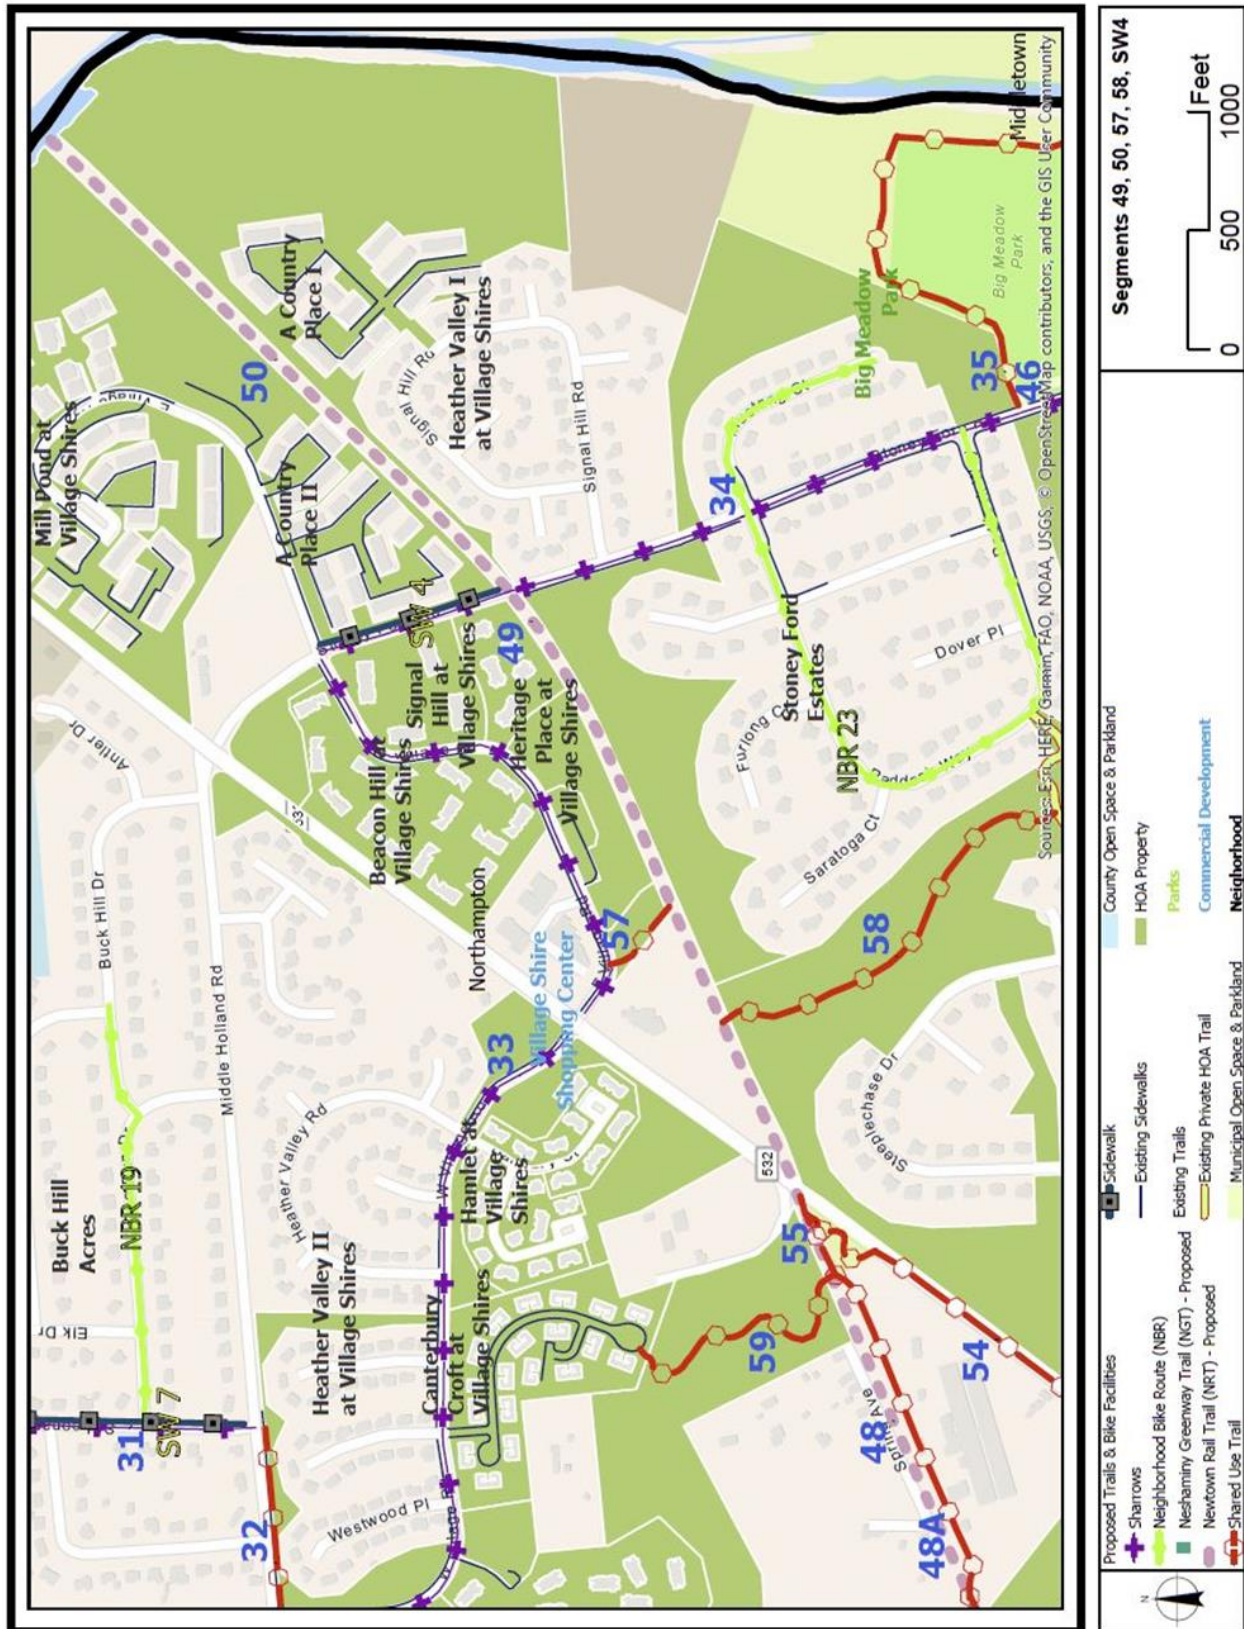 Mill Pond at
Village Shires
A Country
Place I
50
A Country
Place II
Signal Hill Rd
Heather Valley I
at Village Shires
Signal Hill Rd
SW 4
Signal
Hill at
Village Shires
49
Heritage
Place at
Village Shires
Beacon Hill at
Village Shires
Antler Dr
Buck Hill Dr
Northampton
57
Village Shire
Shopping Center
33
Middle Holland Rd
Heather Valley Rd
Buck Hill
Acres
NBR 19
Elk Dr
31
SW 7
32
Heather Valley II
at Village Shires
Hamlet at
Village
Shires
Canterbury
Croft at
Village Shires
Westwood Pl
532
55
59
54
48
48A
Steeplechase Dr
58
Saratoga Ct
NBR 23
Furlong Ct
Stoney Ford
Estates
Dover Pl
34
Big Meadow
Park
Big Meadow
Park
35
46
Middletown
Sources: Esri, HERE, Garmin, FAO, NOAA, USGS, © OpenStreetMap contributors, and the GIS User Community
N
Proposed Trails & Bike Facilities
Sharrows
Neighborhood Bike Route (NBR)
Neshaminy Greenway Trail (NGT) - Proposed
Newtown Rail Trail (NRT) - Proposed
Shared Use Trail
Sidewalk
Existing Sidewalks
Existing Trails
Existing Private HOA Trail
Municipal Open Space & Parkland
County Open Space & Parkland
HOA Property
Parks
Commercial Development
Neighorhood
Segments 49, 50, 57, 58, SW4
Feet
0 500 1000